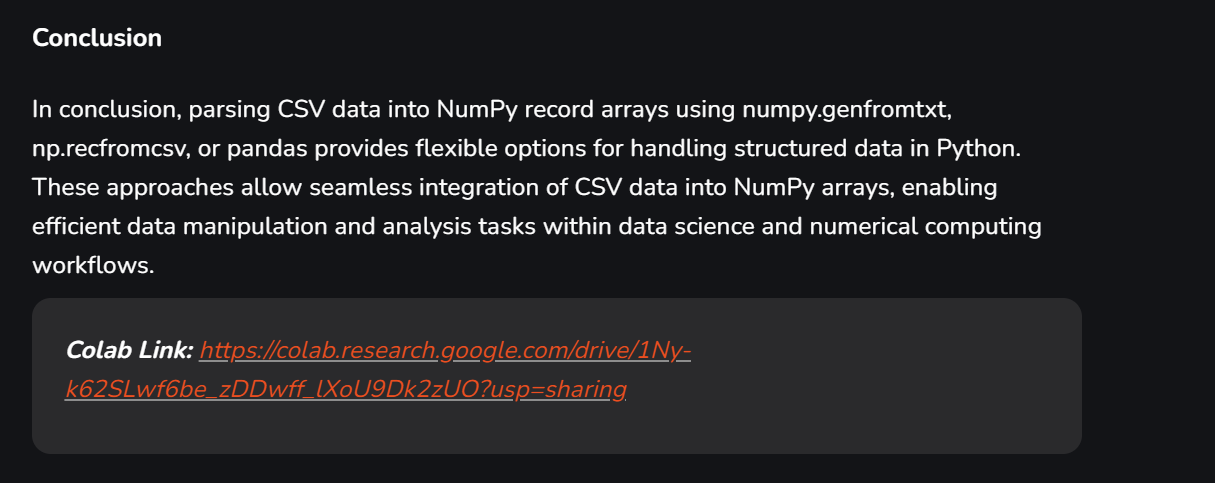 Conclusion
In conclusion, parsing CSV data into NumPy record arrays using numpy.genfromtxt,
np.recfromcsv, or pandas provides flexible options for handling structured data in Python.
These approaches allow seamless integration of CSV data into NumPy arrays, enabling
efficient data manipulation and analysis tasks within data science and numerical computing
workflows.
Colab Link: https://colab.research.google.com/drive/1Ny-
k62SLwf6be_zDDwff_lXoU9Dk2zUO?usp=sharing